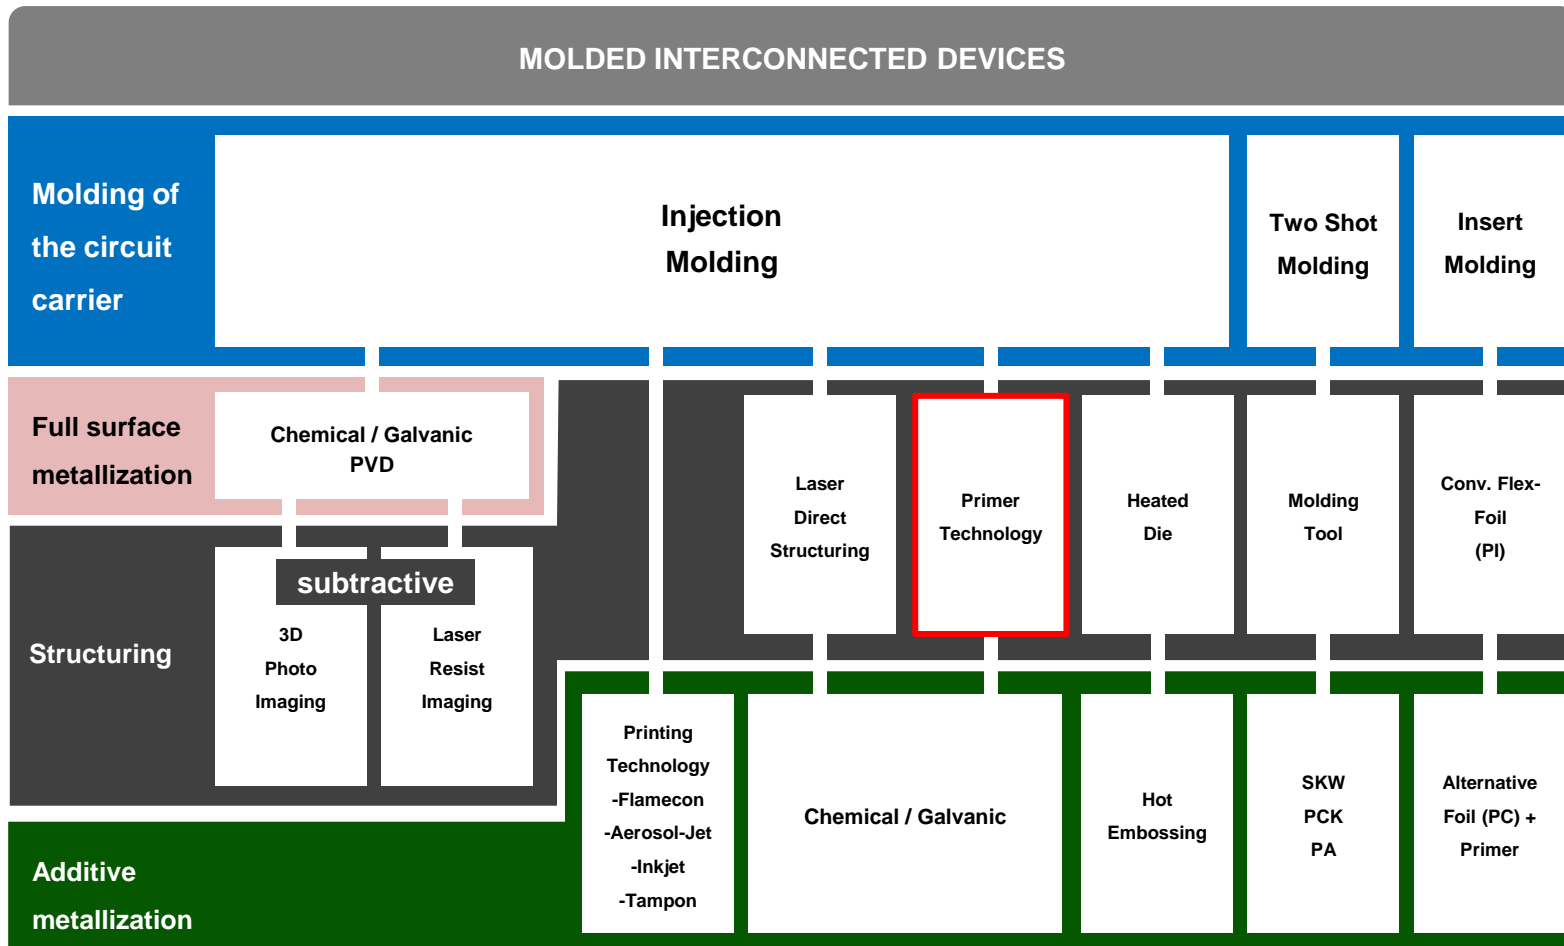 MOLDED INTERCONNECTED DEVICES
Molding of
the circuit
carrier
Injection
Molding
Two Shot
Molding
Insert
Molding
Full surface
metallization
Chemical / Galvanic
PVD
Structuring
subtractive
3D
Photo
Imaging
Laser
Resist
Imaging
Laser
Direct
Structuring
Primer
Technology
Heated
Die
Molding
Tool
Conv. Flex-
Foil
(PI)
Additive
metallization
Printing
Technology
-Flamecon
-Aerosol-Jet
-Inkjet
-Tampon
Chemical / Galvanic
Hot
Embossing
SKW
PCK
PA
Alternative
Foil (PC) +
Primer